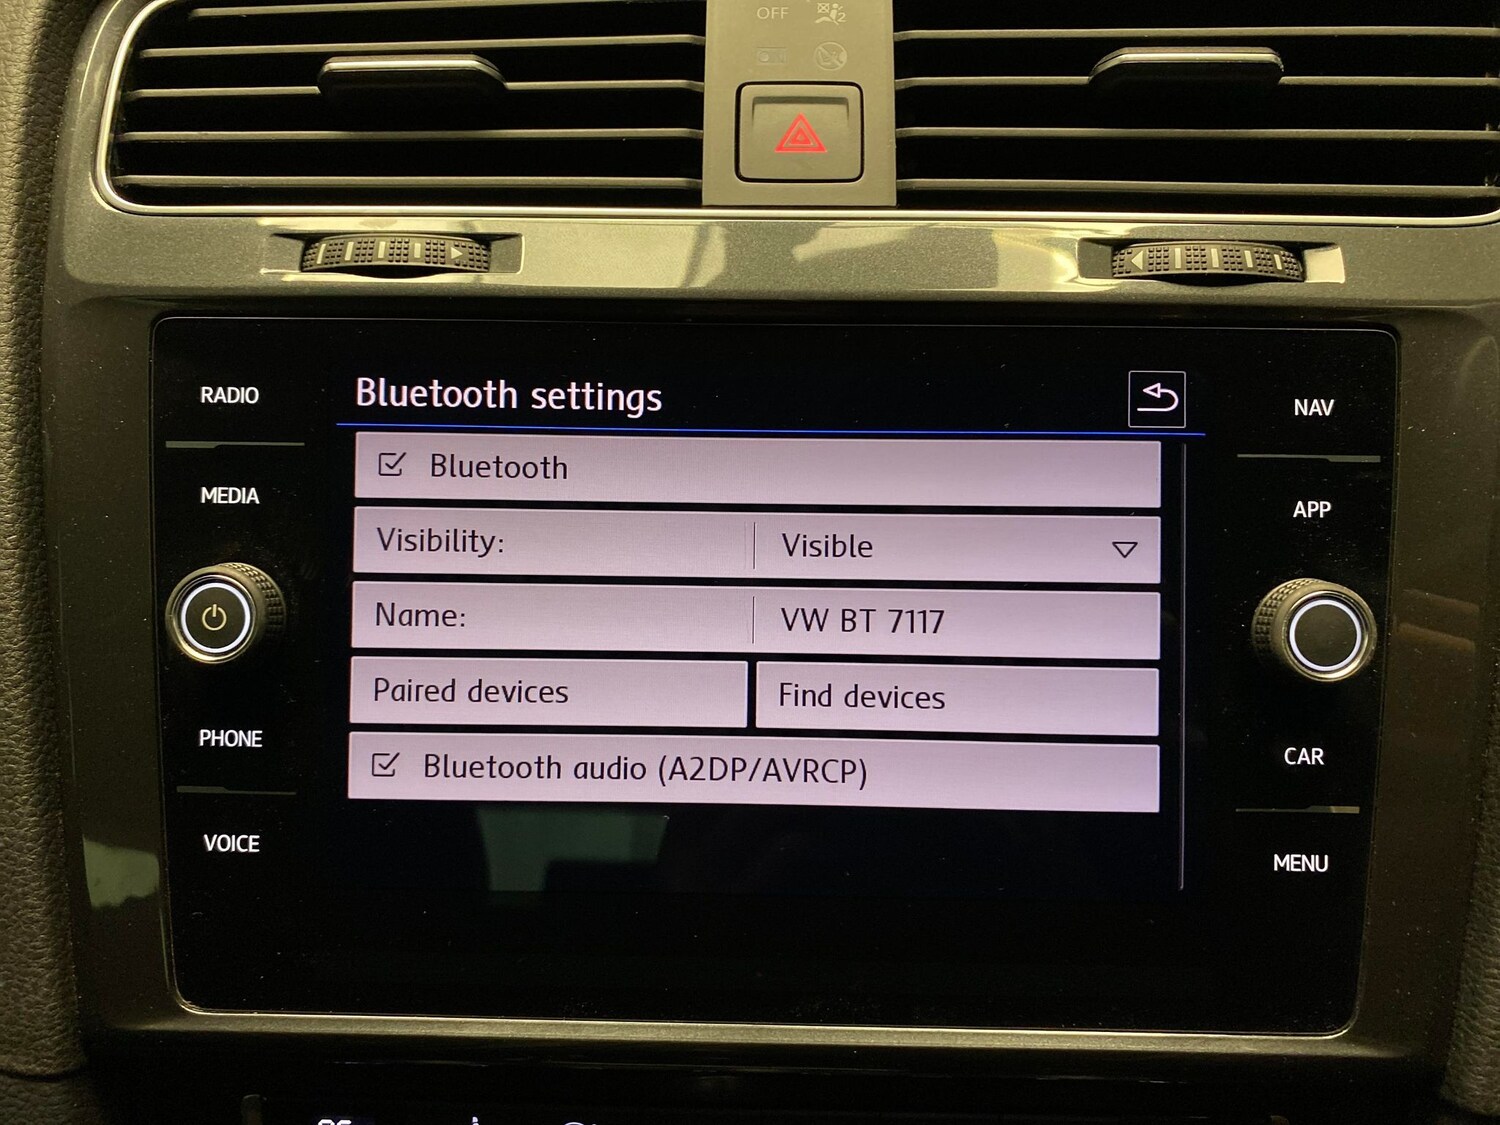 OFF
RADIO
MEDIA
PHONE
VOICE
Bluetooth settings
Bluetooth
Visibility: Visible
Name: VW BT 7117
Paired devices Find devices
Bluetooth audio (A2DP/AVRCP)
NAV
APP
CAR
MENU